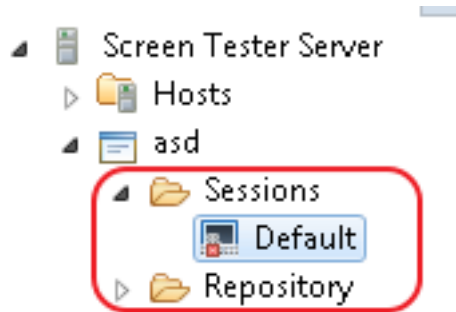 Screen Tester Server
Hosts
asd
Sessions
Default
Repository